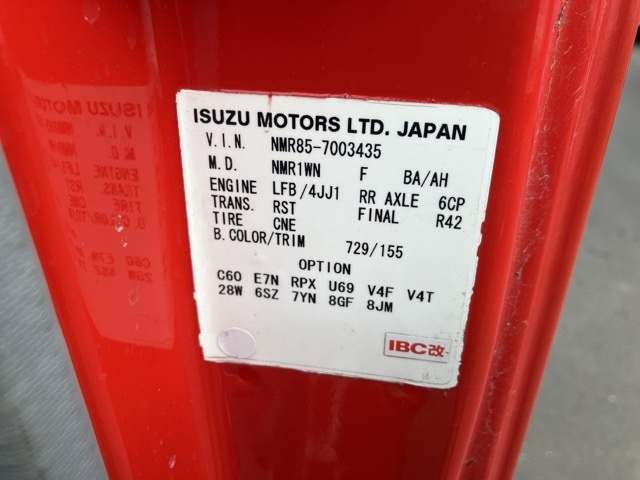 ISUZU MOTORS LTD. JAPAN
V.I.N. NMR85-7003435
M.D. NMR1WN F BA/AH
ENGINE LFB/4JJ1 RR AXLE 6CP
TRANS. RST FINAL R42
TIRE CNE
B.COLOR/TRIM 729/155
OPTION
C60 E7N RPX U69 V4F V4T
28W 6SZ 7YN 8GF 8JM
IBC改